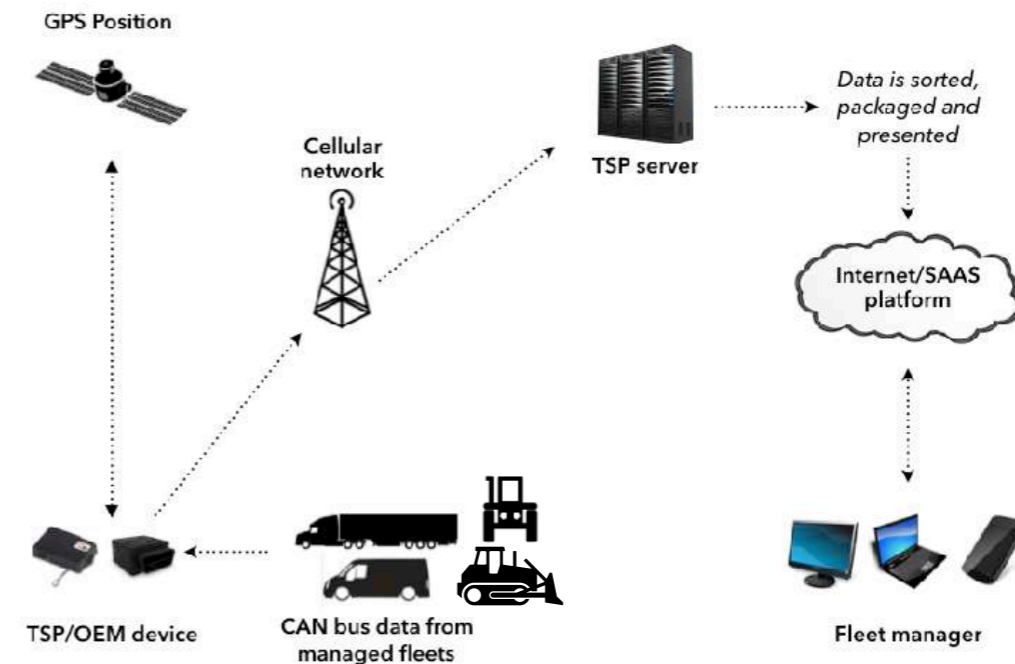 GPS Position
Cellular
network
TSP server
Data is sorted,
packaged and
presented
Internet/SAAS
platform
TSP/OEM device
CAN bus data from
managed fleets
Fleet manager